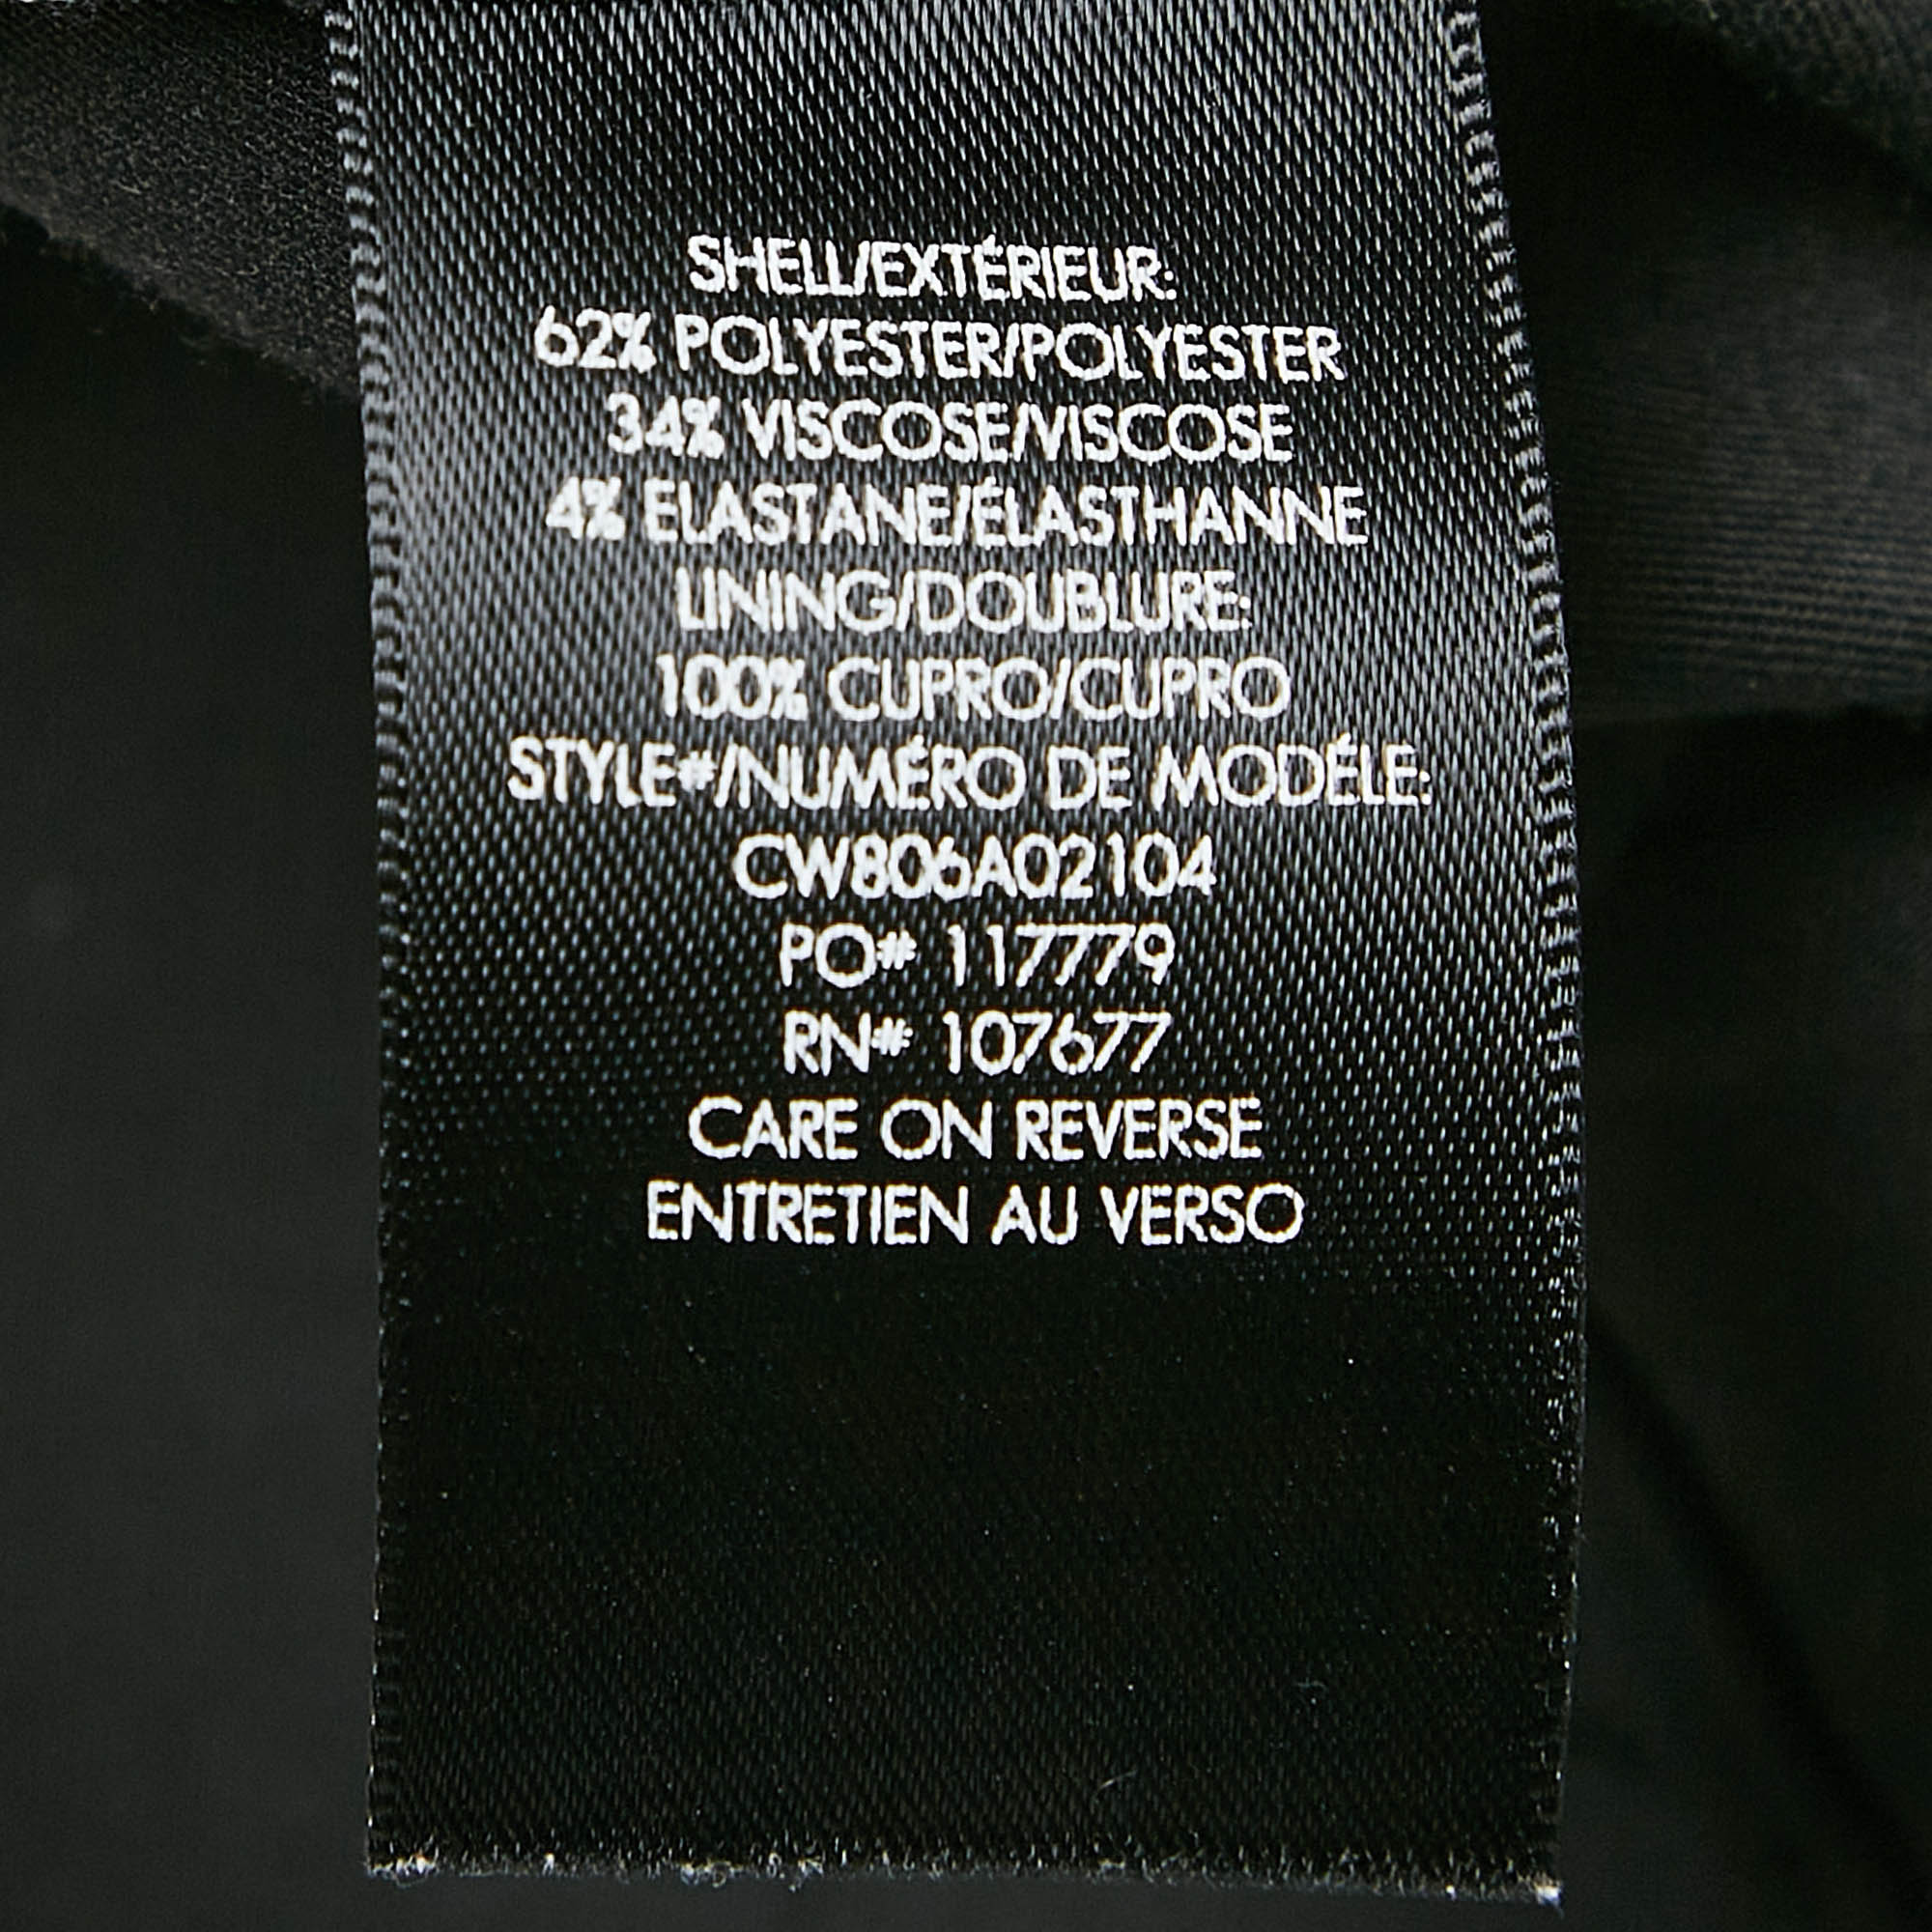 SHELL/EXTÉRIEUR:
62% POLYESTER/POLYESTER
34% VISCOSE/VISCOSE
4% ELASTANE/ÉLASTHANNE
LINING/DOUBLURE:
100% CUPRO/CUPRO
STYLE#/NUMÉRO DE MODÉLE:
CW806A02104
PO# 117779
RN# 107677
CARE ON REVERSE
ENTRETIEN AU VERSO